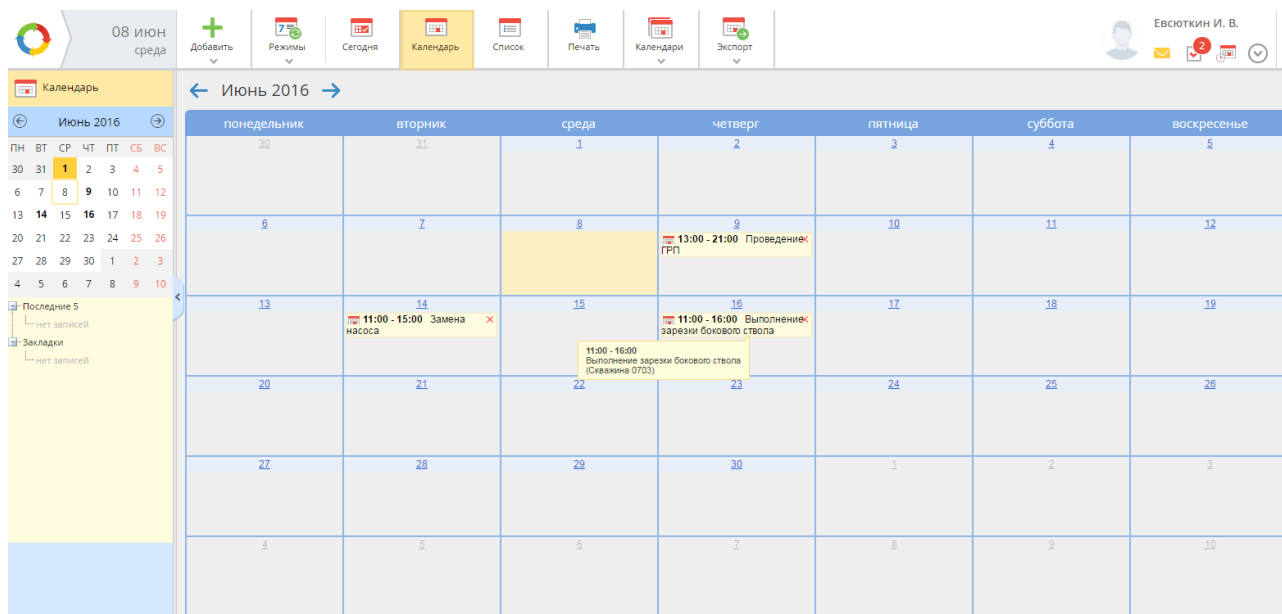 08 июн
среда
Добавить
Режимы
Сегодня
Календарь
Список
Печать
Календари
Экспорт
Евсюткин И. В.
2
Календарь
Июнь 2016
ПН ВТ СР ЧТ ПТ СБ ВС
30 31 1 2 3 4 5
6 7 8 9 10 11 12
13 14 15 16 17 18 19
20 21 22 23 24 25 26
27 28 29 30 1 2 3
4 5 6 7 8 9 10
Последние 5
нет записей
Закладки
нет записей
Июнь 2016
понедельник вторник среда четверг пятница суббота воскресенье
30 31 1 2 3 4 5
6 7 8 9 10 11 12
13:00 - 21:00 Проведение
ГРП
13 14 15 16 17 18 19
11:00 - 15:00 Замена
насоса
11:00 - 16:00 Выполнение
зарезки бокового ствола
11:00 - 16:00
Выполнение зарезки бокового ствола
(Скважина 0703)
20 21 22 23 24 25 26
27 28 29 30 1 2 3
4 5 6 7 8 9 10